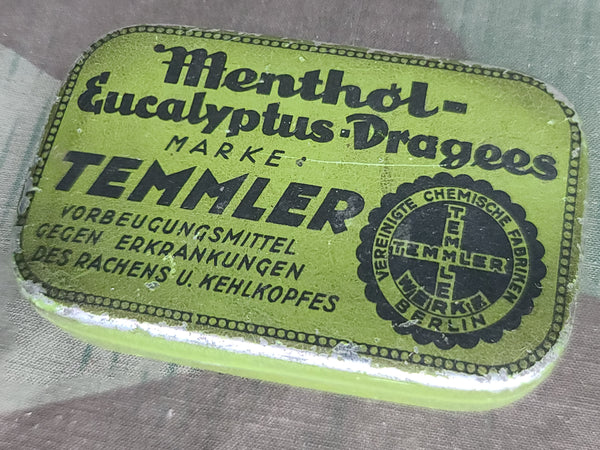 Menthol-
Eucalyptus-Dragees
MARKE:
TEMMLER
VORBEUGUNGSMITTEL
GEGEN ERKRANKUNGEN
DES RACHENS U. KEHLKOPFES
VEREINIGTE CHEMISCHE FABRIKEN
TEMMLER
TEMMLER
WERKE
BERLIN